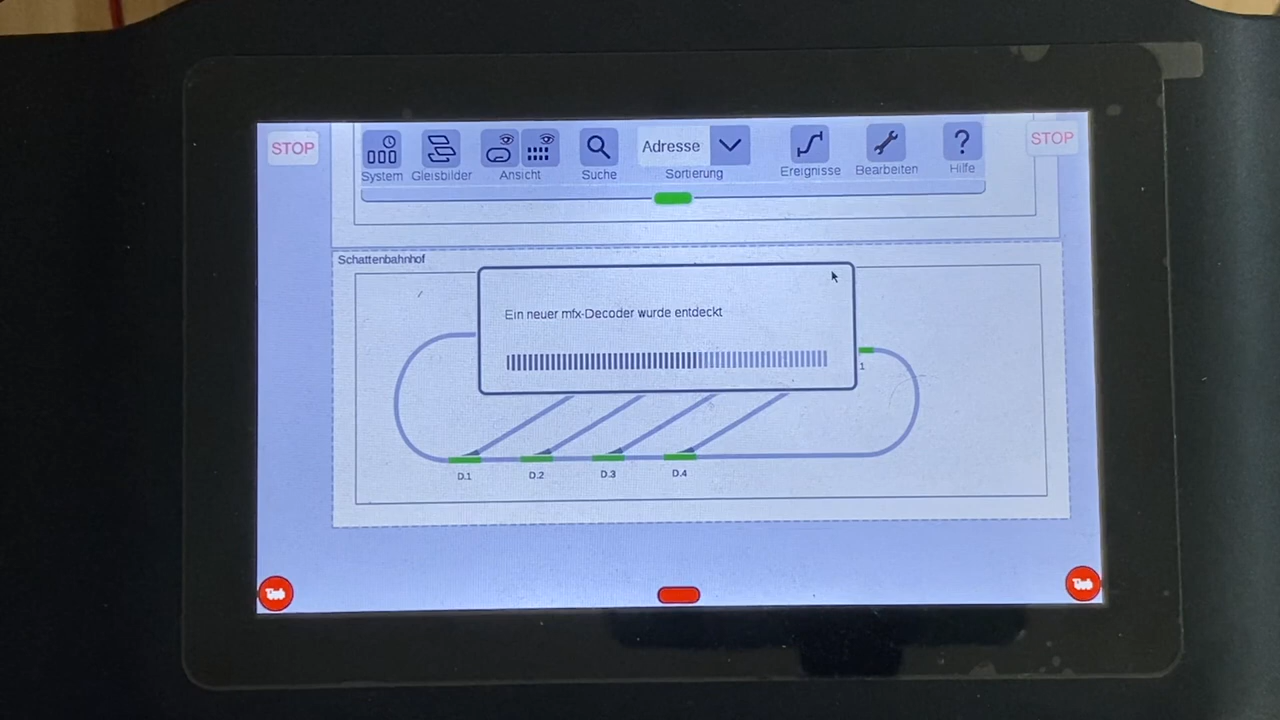 STOP
STOP
Adresse
System
Gleisbilder
Ansicht
Suche
Sortierung
Ereignisse
Bearbeiten
?
Hilfe
Schattenbahnhof
Ein neuer mfx-Decoder wurde entdeckt
1
D.1
D.2
D.3
D.4